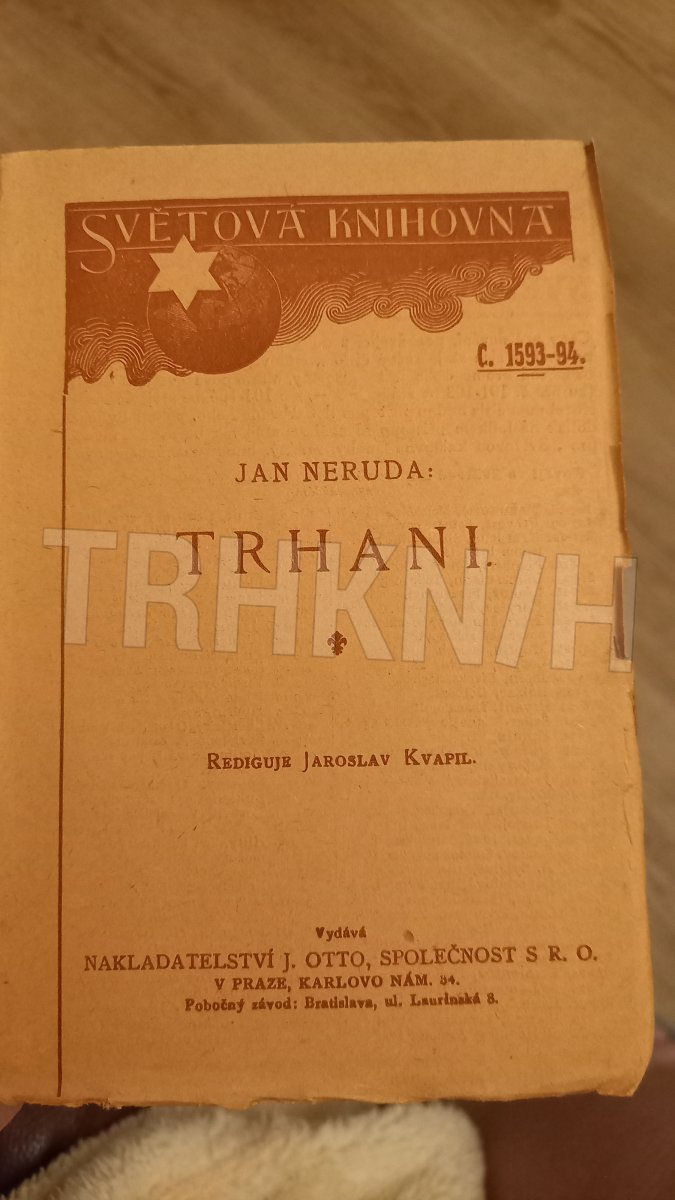 SVĚTOVÁ KNIHOVNA
Č. 1593-94.
JAN NERUDA:
TRHANI.
TRHKN/H
REDIGUJE JAROSLAV KVAPIL.
Vydává
NAKLADATELSTVÍ J. OTTO, SPOLEČNOST S R. O.
V PRAZE, KARLOVO NÁM. 34.
Pobočný závod: Bratislava, ul. Laurinská 8.